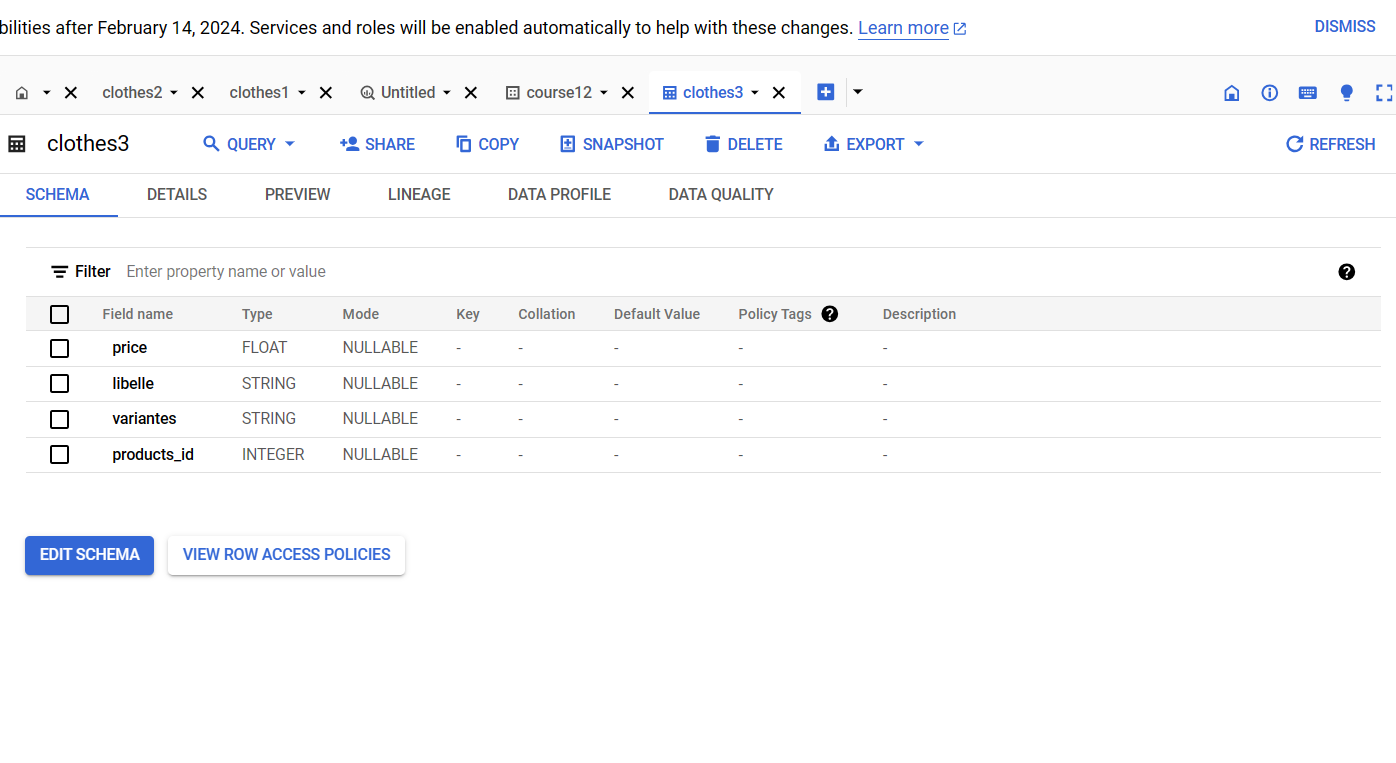 bilities after February 14, 2024. Services and roles will be enabled automatically to help with these changes. Learn more DISMISS
clothes2 clothes1 Untitled course12 clothes3
clothes3 QUERY SHARE COPY SNAPSHOT DELETE EXPORT REFRESH
SCHEMA DETAILS PREVIEW LINEAGE DATA PROFILE DATA QUALITY
Filter Enter property name or value
Field name Type Mode Key Collation Default Value Policy Tags Description
price FLOAT NULLABLE - - - - -
libelle STRING NULLABLE - - - - -
variantes STRING NULLABLE - - - - -
products_id INTEGER NULLABLE - - - - -
EDIT SCHEMA VIEW ROW ACCESS POLICIES